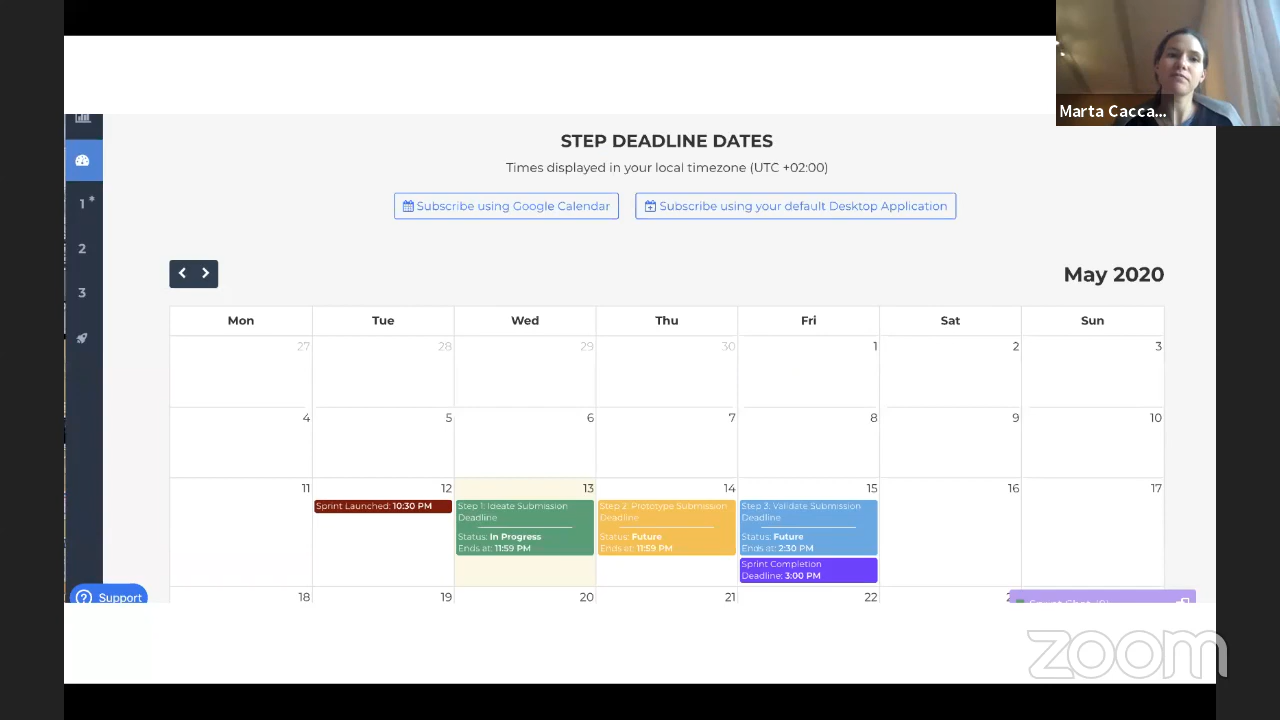 Marta Cacca...
STEP DEADLINE DATES
Times displayed in your local timezone (UTC +02:00)
Subscribe using Google Calendar
Subscribe using your default Desktop Application
1 *
2
3
May 2020
Mon Tue Wed Thu Fri Sat Sun
27 28 29 30 1 2 3
4 5 6 7 8 9 10
11 12 13 14 15 16 17
Sprint Launched: 10:30 PM
Step 1: Ideate Submission
Deadline
Status: In Progress
Ends at: 11:59 PM
Step 2: Prototype Submission
Deadline
Status: Future
Ends at: 11:59 PM
Step 3: Validate Submission
Deadline
Status: Future
Ends at: 2:30 PM
Sprint Completion
Deadline: 3:00 PM
18 19 20 21 22
Support
zoom